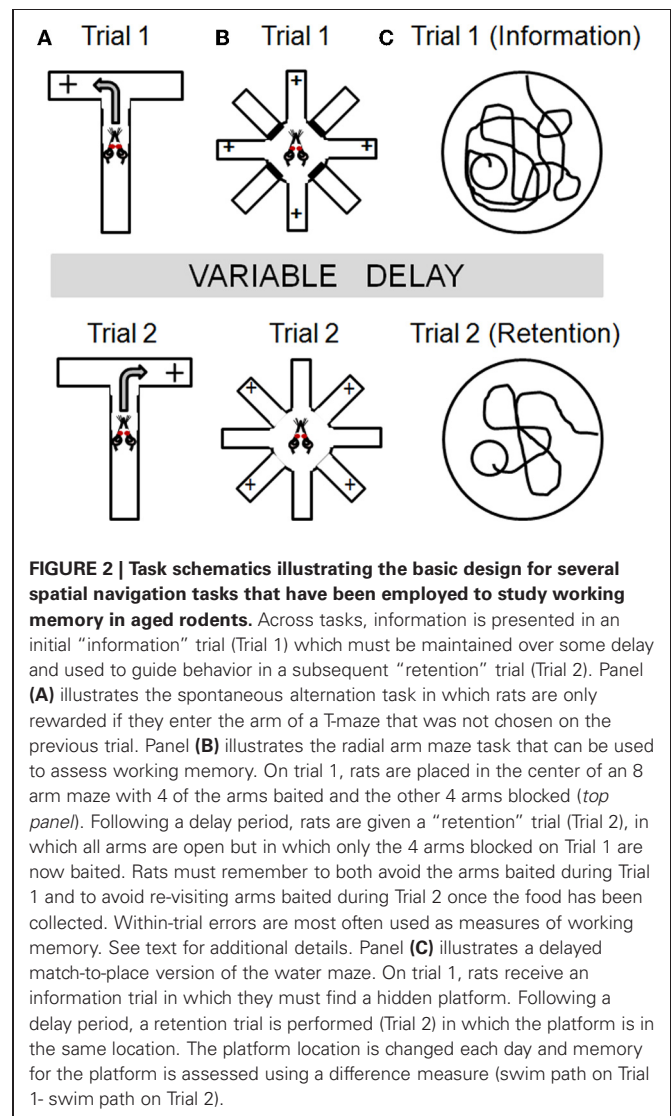 A Trial 1 B Trial 1 C Trial 1 (Information)
+ + + + +
VARIABLE DELAY
Trial 2 Trial 2 Trial 2 (Retention)
+ + + + +
FIGURE 2 | Task schematics illustrating the basic design for several
spatial navigation tasks that have been employed to study working
memory in aged rodents. Across tasks, information is presented in an
initial “information” trial (Trial 1) which must be maintained over some delay
and used to guide behavior in a subsequent “retention” trial (Trial 2). Panel
(A) illustrates the spontaneous alternation task in which rats are only
rewarded if they enter the arm of a T-maze that was not chosen on the
previous trial. Panel (B) illustrates the radial arm maze task that can be used
to assess working memory. On trial 1, rats are placed in the center of an 8
arm maze with 4 of the arms baited and the other 4 arms blocked (top
panel). Following a delay period, rats are given a “retention” trial (Trial 2), in
which all arms are open but in which only the 4 arms blocked on Trial 1 are
now baited. Rats must remember to both avoid the arms baited during Trial
1 and to avoid re-visiting arms baited during Trial 2 once the food has been
collected. Within-trial errors are most often used as measures of working
memory. See text for additional details. Panel (C) illustrates a delayed
match-to-place version of the water maze. On trial 1, rats receive an
information trial in which they must find a hidden platform. Following a
delay period, a retention trial is performed (Trial 2) in which the platform is in
the same location. The platform location is changed each day and memory
for the platform is assessed using a difference measure (swim path on Trial
1- swim path on Trial 2).